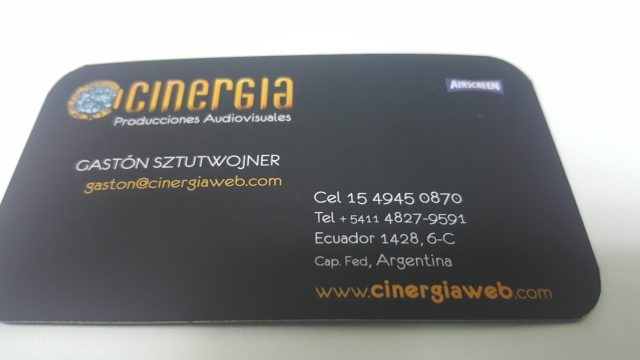 CINERGIA
Producciones Audiovisuales
AIRSCREEN
GASTÓN SZTUTWOJNER
gaston@cinergiaweb.com
Cel 15 4945 0870
Tel +5411 4827-9591
Ecuador 1428, 6-C
Cap. Fed, Argentina
www.cinergiaweb.com